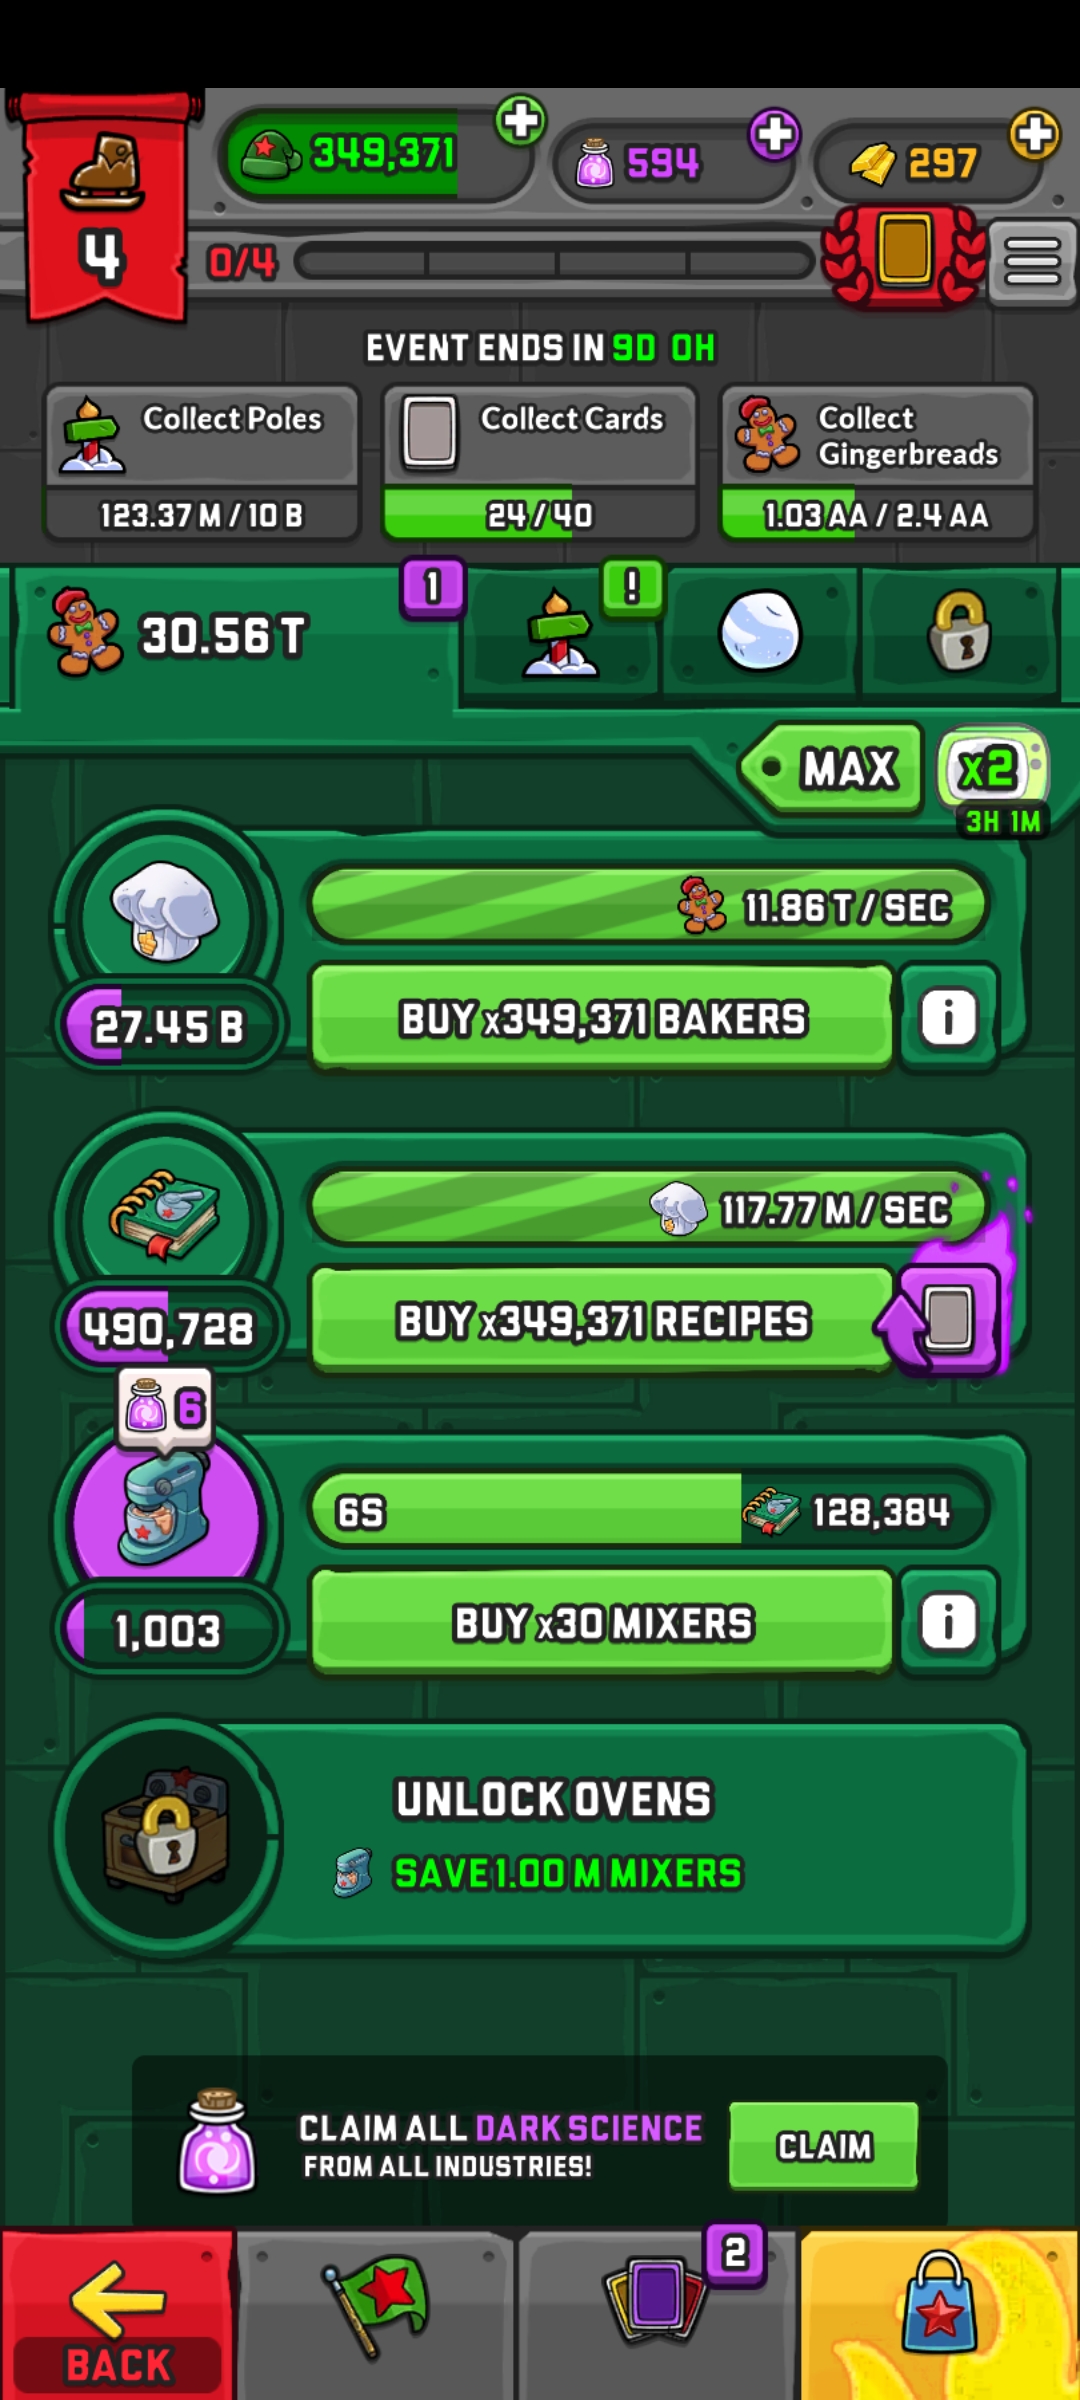 349,371
594
297
4
0/4
EVENT ENDS IN 9D 0H
Collect Poles
123.37 M / 10 B
Collect Cards
24 / 40
Collect
Gingerbreads
1.03 AA / 2.4 AA
30.56 T
1
!
MAX
x2
3H 1M
11.86 T / SEC
27.45 B
BUY x349,371 BAKERS
i
117.77 M / SEC
490,728
BUY x349,371 RECIPES
6
6S
128,384
1,003
BUY x30 MIXERS
i
UNLOCK OVENS
SAVE 1.00 M MIXERS
CLAIM ALL DARK SCIENCE
FROM ALL INDUSTRIES!
CLAIM
2
BACK